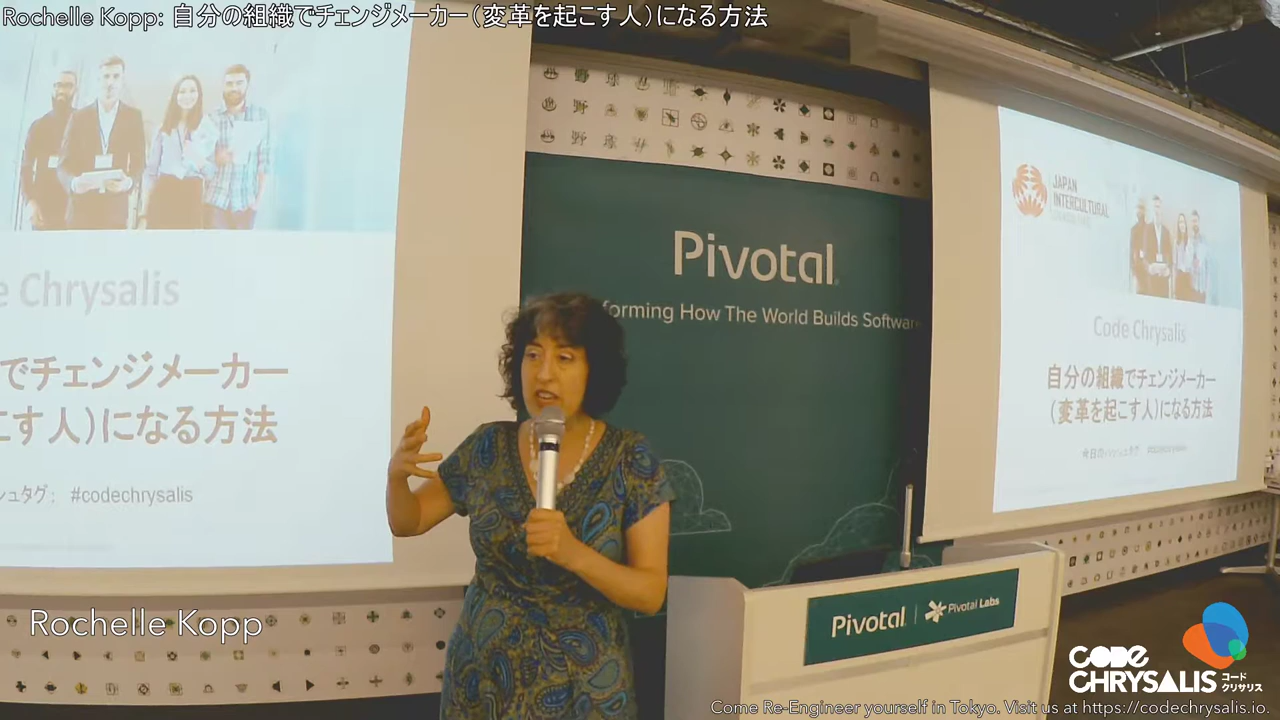 Rochelle Kopp: 自分の組織でチェンジメーカー（変革を起こす人）になる方法
e Chrysalis
でチェンジメーカー
こす人）になる方法
シュタグ： #codechrysalis
Pivotal
forming How The World Builds Software
JAPAN
INTERCULTURAL
Code Chrysalis
自分の組織でチェンジメーカー
（変革を起こす人）になる方法
Pivotal
Pivotal Labs
Rochelle Kopp
CODE
CHRYSALIS
コード
クリサリス
Come Re-Engineer yourself in Tokyo. Visit us at https://codechrysalis.io.